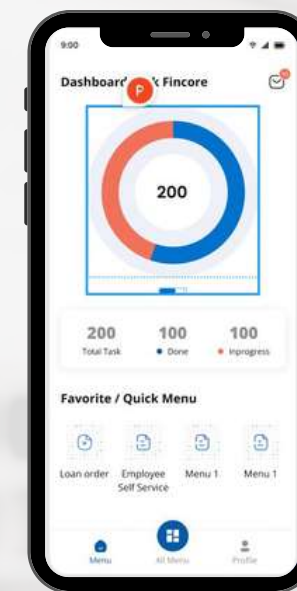 9:00
Dashboar k Fincore
P
200
200 100 100
Total Task Done Inprogress
Favorite / Quick Menu
Loan order Employee Self Service Menu 1 Menu 1
Menu All Menu Profile